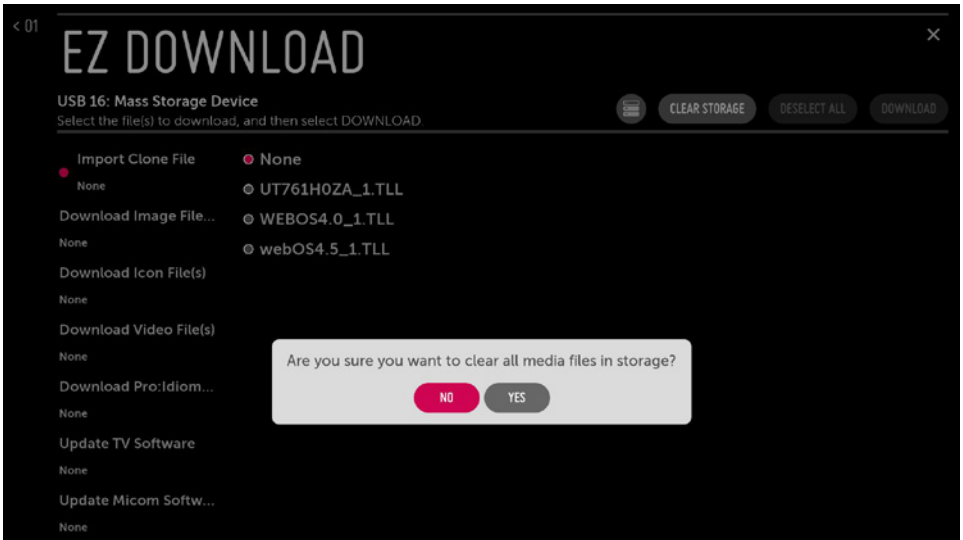 < 01
EZ DOWNLOAD
USB 16: Mass Storage Device
Select the file(s) to download, and then select DOWNLOAD.
CLEAR STORAGE
DESELECT ALL
DOWNLOAD
Import Clone File
None
Download Image File...
None
Download Icon File(s)
None
Download Video File(s)
None
Download Pro:Idiom...
None
Update TV Software
None
Update Micom Softw...
None
None
UT761H0ZA_1.TLL
WEBOS4.0_1.TLL
webOS4.5_1.TLL
Are you sure you want to clear all media files in storage?
NO
YES